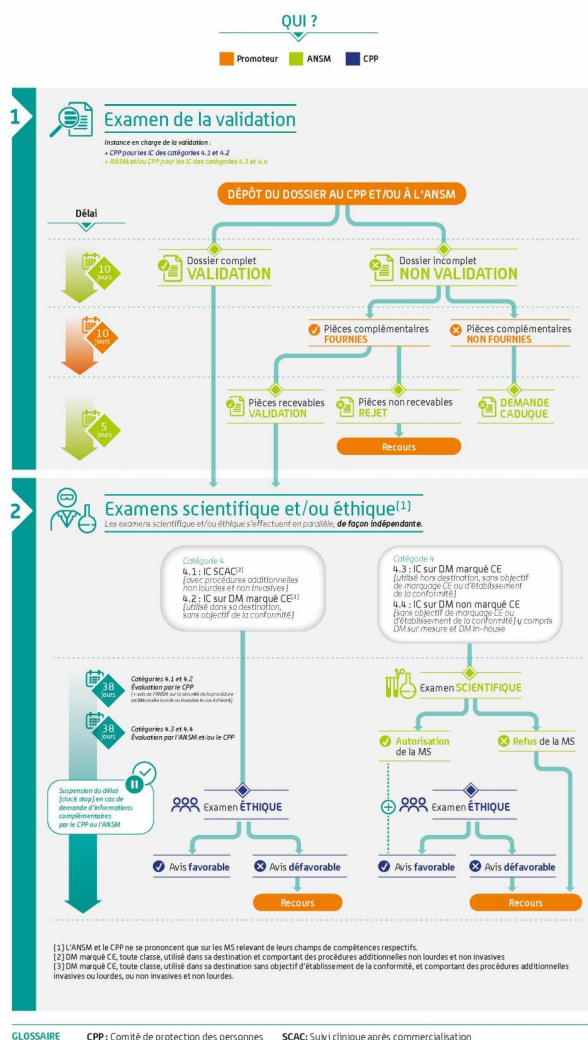 QUI ?
Promoteur ANSM CPP
1
Examen de la validation
Instance en charge de la validation :
• CPP pour les IC des catégories 4.1 et 4.2
• ANSM et/ou CPP pour les IC des catégories 4.3 et 4.4
DÉPÔT DU DOSSIER AU CPP ET/OU À L'ANSM
Délai
10 jours
Dossier complet
VALIDATION
Dossier incomplet
NON VALIDATION
10 jours
Pièces complémentaires
FOURNIES
Pièces complémentaires
NON FOURNIES
5 jours
Pièces recevables
VALIDATION
Pièces non recevables
REJET
DEMANDE
CADUQUE
Recours
2
Examens scientifique et/ou éthique[1]
Les examens scientifique et/ou éthique s'effectuent en parallèle, de façon indépendante.
Catégorie 4
4.1 : IC SCAC[2]
[avec procédures additionnelles
non lourdes et non invasives]
4.2 : IC sur DM marqué CE[3]
[utilisé dans sa destination,
sans objectif de la conformité]
Catégorie 4
4.3 : IC sur DM marqué CE
[utilisé hors destination, sans objectif
de marquage CE ou d'établissement
de la conformité]
4.4 : IC sur DM non marqué CE
[sans objectif de marquage CE ou
d'établissement de la conformité] y compris
DM sur mesure et DM in-house
38 jours
Catégories 4.1 et 4.2
Évaluation par le CPP
[+ avis de l'ANSM sur la sécurité de la procédure
additionnelle lourde ou invasive le cas échéant]
Examen SCIENTIFIQUE
38 jours
Catégories 4.3 et 4.4
Évaluation par l'ANSM et/ou le CPP
Autorisation
de la MS
Refus de la MS
Suspension du délai
[clock stop] en cas de
demande d'informations
complémentaires
par le CPP ou l'ANSM
Examen ÉTHIQUE
Examen ÉTHIQUE
Avis favorable
Avis défavorable
Avis favorable
Avis défavorable
Recours
Recours
[1] L'ANSM et le CPP ne se prononcent que sur les MS relevant de leurs champs de compétences respectifs.
[2] DM marqué CE, toute classe, utilisé dans sa destination et comportant des procédures additionnelles non lourdes et non invasives
[3] DM marqué CE, toute classe, utilisé dans sa destination sans objectif d'établissement de la conformité, et comportant des procédures additionnelles
invasives ou lourdes, ou non invasives et non lourdes.
GLOSSAIRE CPP : Comité de protection des personnes SCAC: Suivi clinique après commercialisation